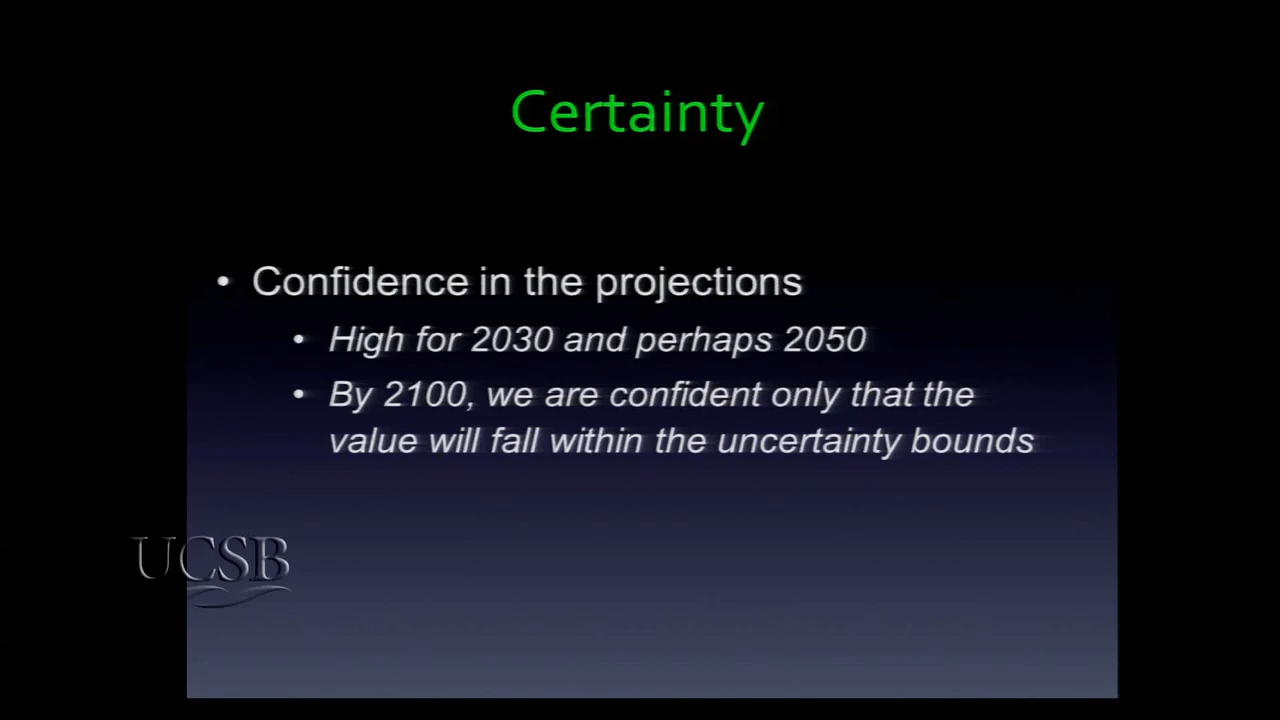 Certainty
• Confidence in the projections
• High for 2030 and perhaps 2050
• By 2100, we are confident only that the
value will fall within the uncertainty bounds
UCSB